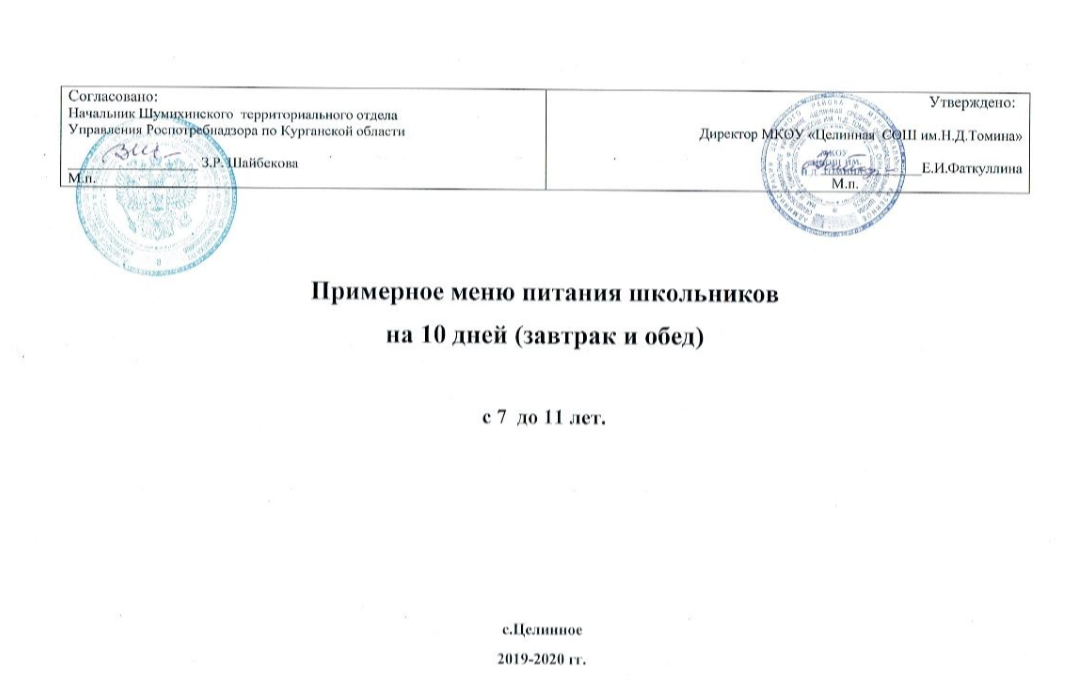 Согласовано:
Начальник Шумихинского территориального отдела
Управления Роспотребнадзора по Курганской области
З.Р. Шайбекова
М.п.
Утверждено:
Директор МКОУ «Целинная СОШ им.Н.Д.Томина»
Е.И.Фаткуллина
М.п.
Примерное меню питания школьников
на 10 дней (завтрак и обед)
с 7 до 11 лет.
с.Целинное
2019-2020 гг.